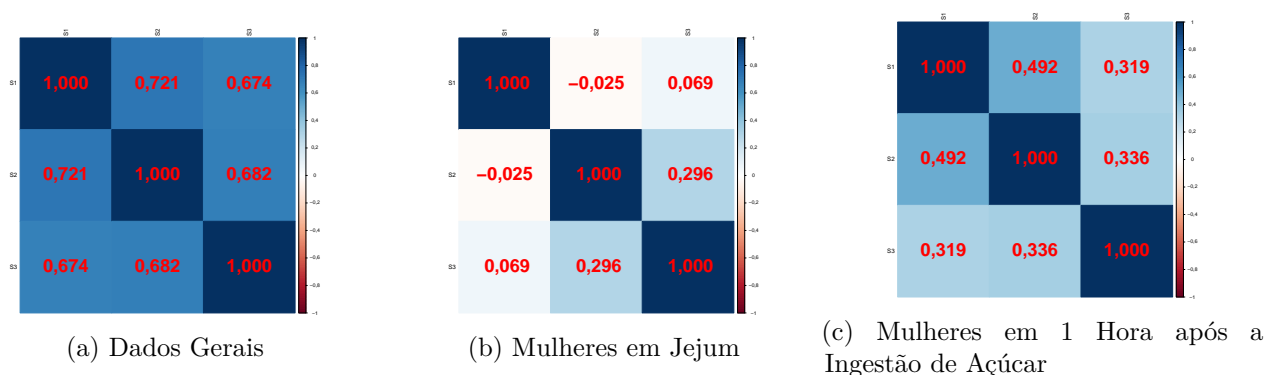 S1 S2 S3
S1 1,000 0,721 0,674
S2 0,721 1,000 0,682
S3 0,674 0,682 1,000
1
0,8
0,6
0,4
0,2
0
−0,2
−0,4
−0,6
−0,8
−1
(a) Dados Gerais
S1 S2 S3
S1 1,000 −0,025 0,069
S2 −0,025 1,000 0,296
S3 0,069 0,296 1,000
1
0,8
0,6
0,4
0,2
0
−0,2
−0,4
−0,6
−0,8
−1
(b) Mulheres em Jejum
S1 S2 S3
S1 1,000 0,492 0,319
S2 0,492 1,000 0,336
S3 0,319 0,336 1,000
1
0,8
0,6
0,4
0,2
0
−0,2
−0,4
−0,6
−0,8
−1
(c) Mulheres em 1 Hora após a
Ingestão de Açúcar